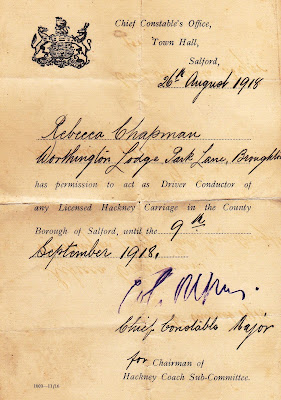 Chief Constable's Office,
Town Hall,
Salford,
26th August 1918
Rebecca Chapman
Worthington Lodge, Park Lane, Broughton
has permission to act as Driver Conductor of
any Licensed Hackney Carriage in the County
Borough of Salford, until the 9th
September 1918.
Chief Constable Major
for Chairman of
Hackney Coach Sub-Committee.